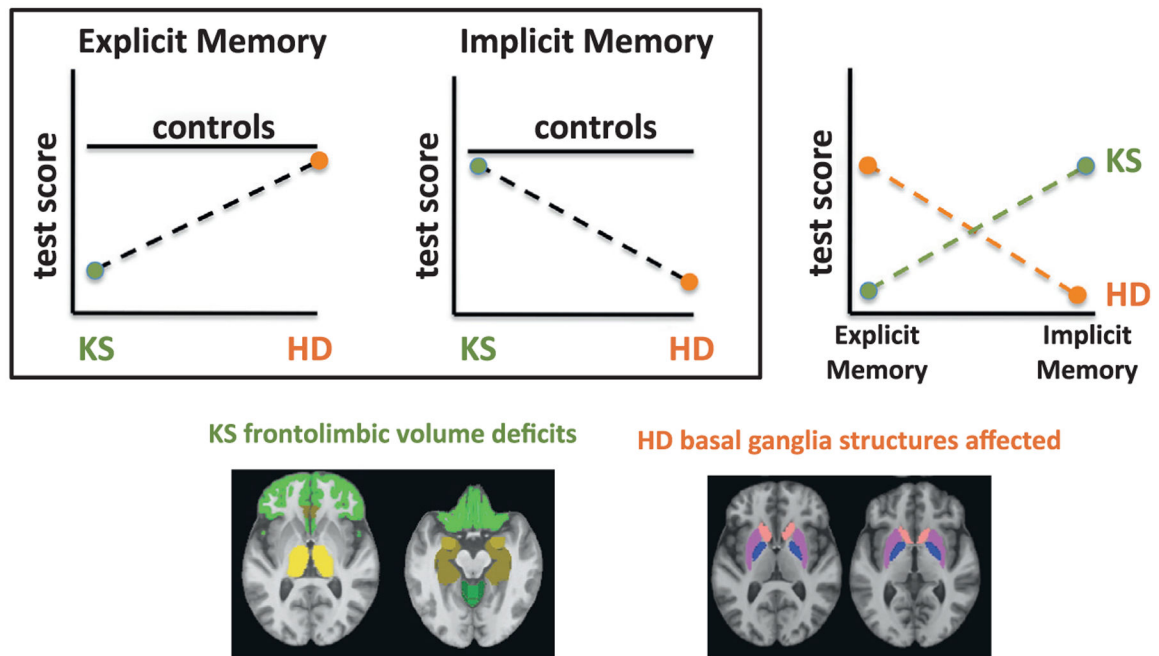 Explicit Memory
test score
controls
KS
HD
Implicit Memory
test score
controls
KS
HD
test score
KS
HD
Explicit
Memory
Implicit
Memory
KS frontolimbic volume deficits
HD basal ganglia structures affected